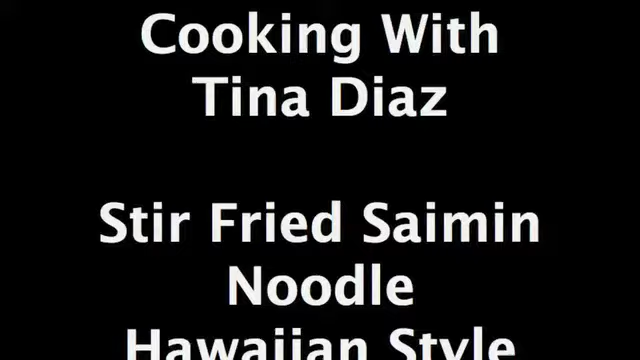 Cooking With
Tina Diaz
Stir Fried Saimin
Noodle
Hawaiian Style